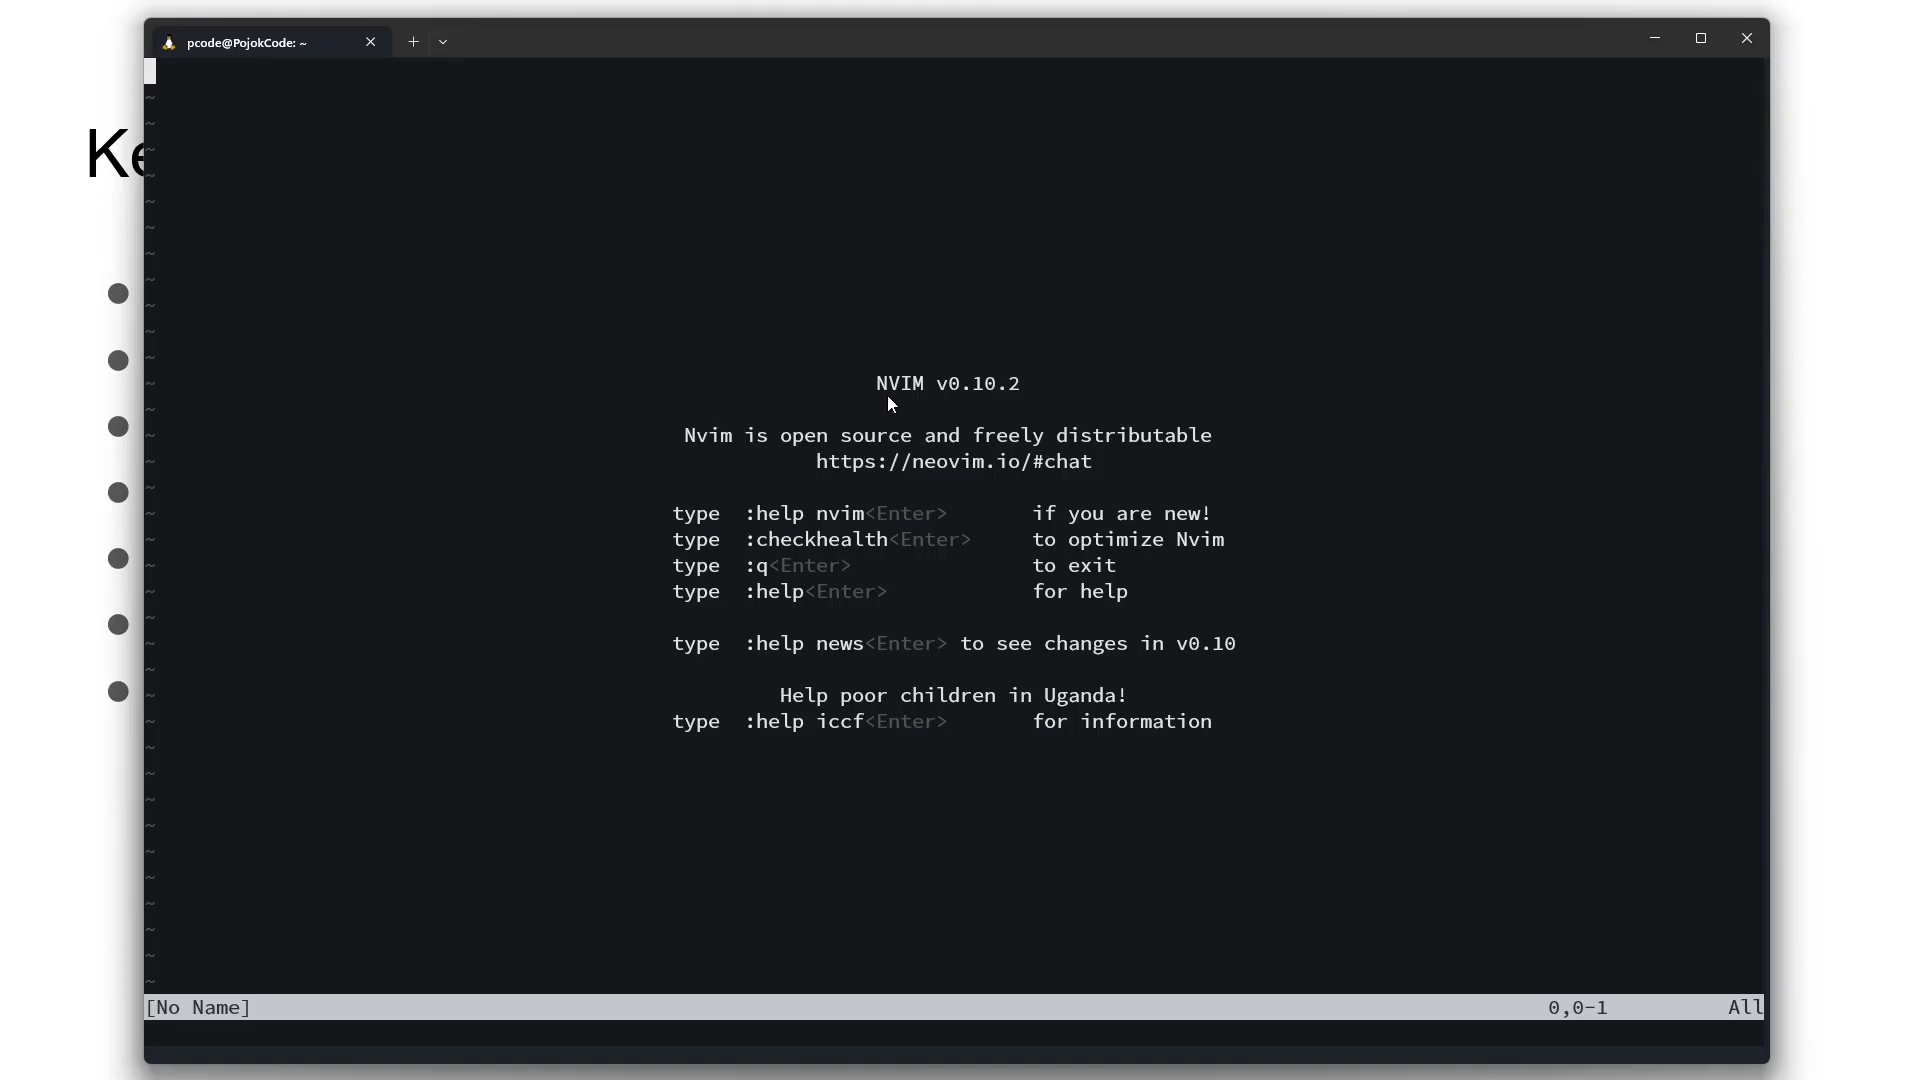 pcode@PojokCode: ~
Ke
NVIM v0.10.2
Nvim is open source and freely distributable
https://neovim.io/#chat
type :help nvim<Enter> if you are new!
type :checkhealth<Enter> to optimize Nvim
type :q<Enter> to exit
type :help<Enter> for help
type :help news<Enter> to see changes in v0.10
Help poor children in Uganda!
type :help iccf<Enter> for information
[No Name] 0,0-1 All